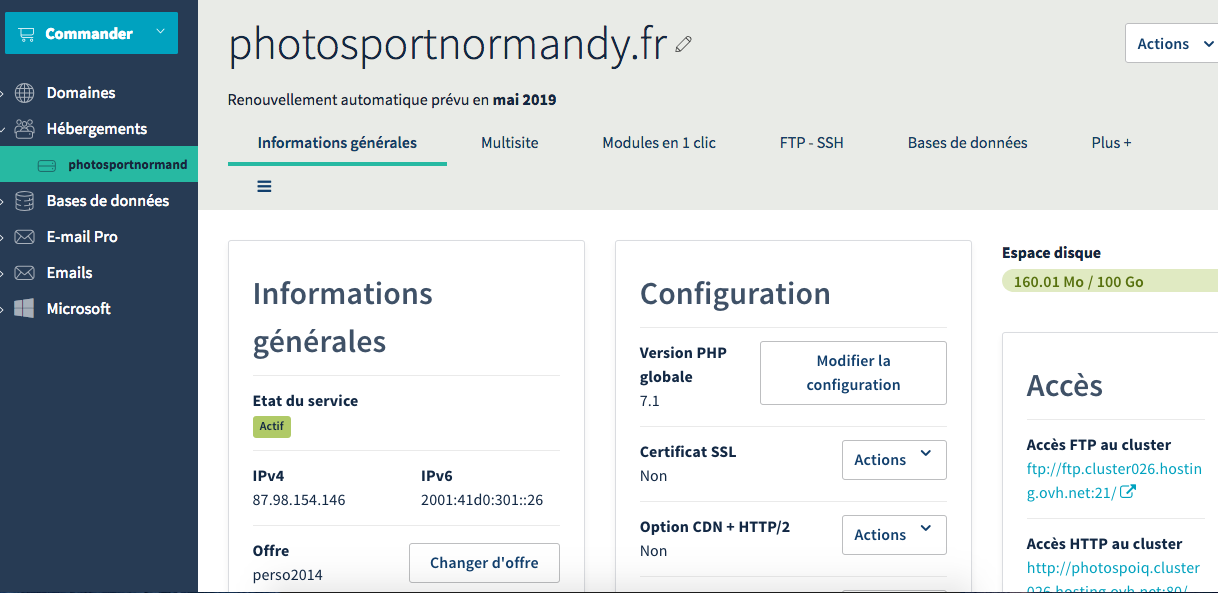 Commander
Domaines
Hébergements
photosportnormand
Bases de données
E-mail Pro
Emails
Microsoft
photosportnormandy.fr
Actions
Renouvellement automatique prévu en mai 2019
Informations générales
Multisite
Modules en 1 clic
FTP - SSH
Bases de données
Plus +
Informations
générales
Etat du service
Actif
IPv4
87.98.154.146
IPv6
2001:41d0:301::26
Offre
perso2014
Changer d'offre
Configuration
Version PHP
globale
7.1
Modifier la
configuration
Certificat SSL
Non
Actions
Option CDN + HTTP/2
Non
Actions
Espace disque
160.01 Mo / 100 Go
Accès
Accès FTP au cluster
ftp://ftp.cluster026.hostin
g.ovh.net:21/
Accès HTTP au cluster
http://photospoiq.cluster
026.hosting.ovh.net:80/